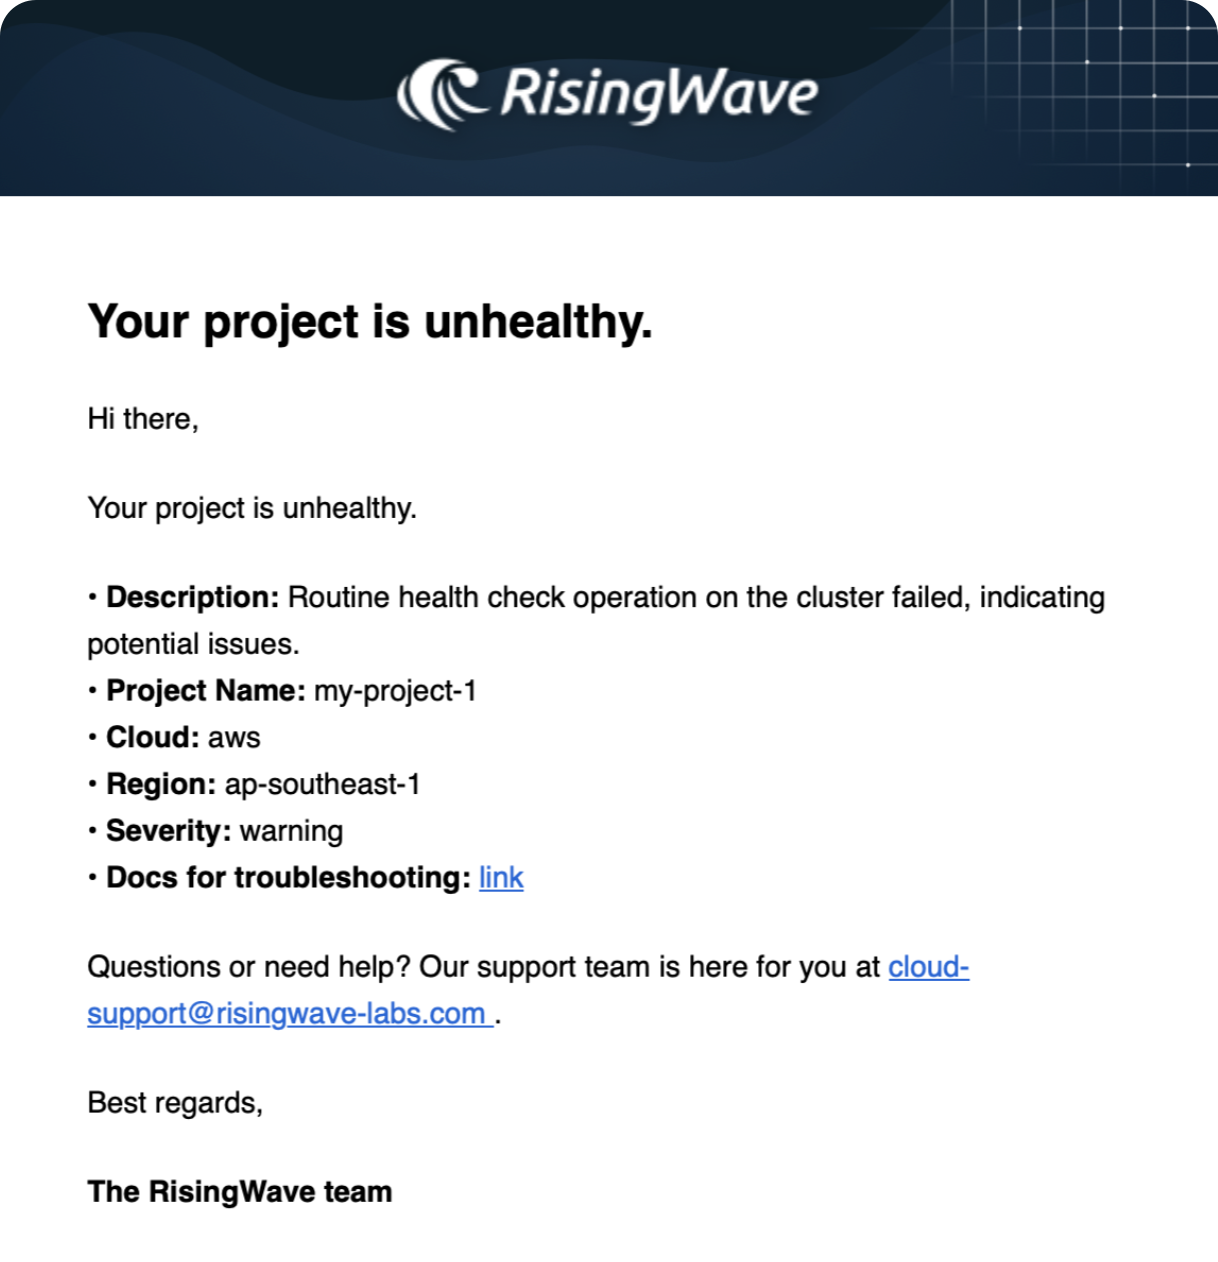 RisingWave
Your project is unhealthy.
Hi there,
Your project is unhealthy.
• Description: Routine health check operation on the cluster failed, indicating
potential issues.
• Project Name: my-project-1
• Cloud: aws
• Region: ap-southeast-1
• Severity: warning
• Docs for troubleshooting: link
Questions or need help? Our support team is here for you at cloud-
support@risingwave-labs.com .
Best regards,
The RisingWave team